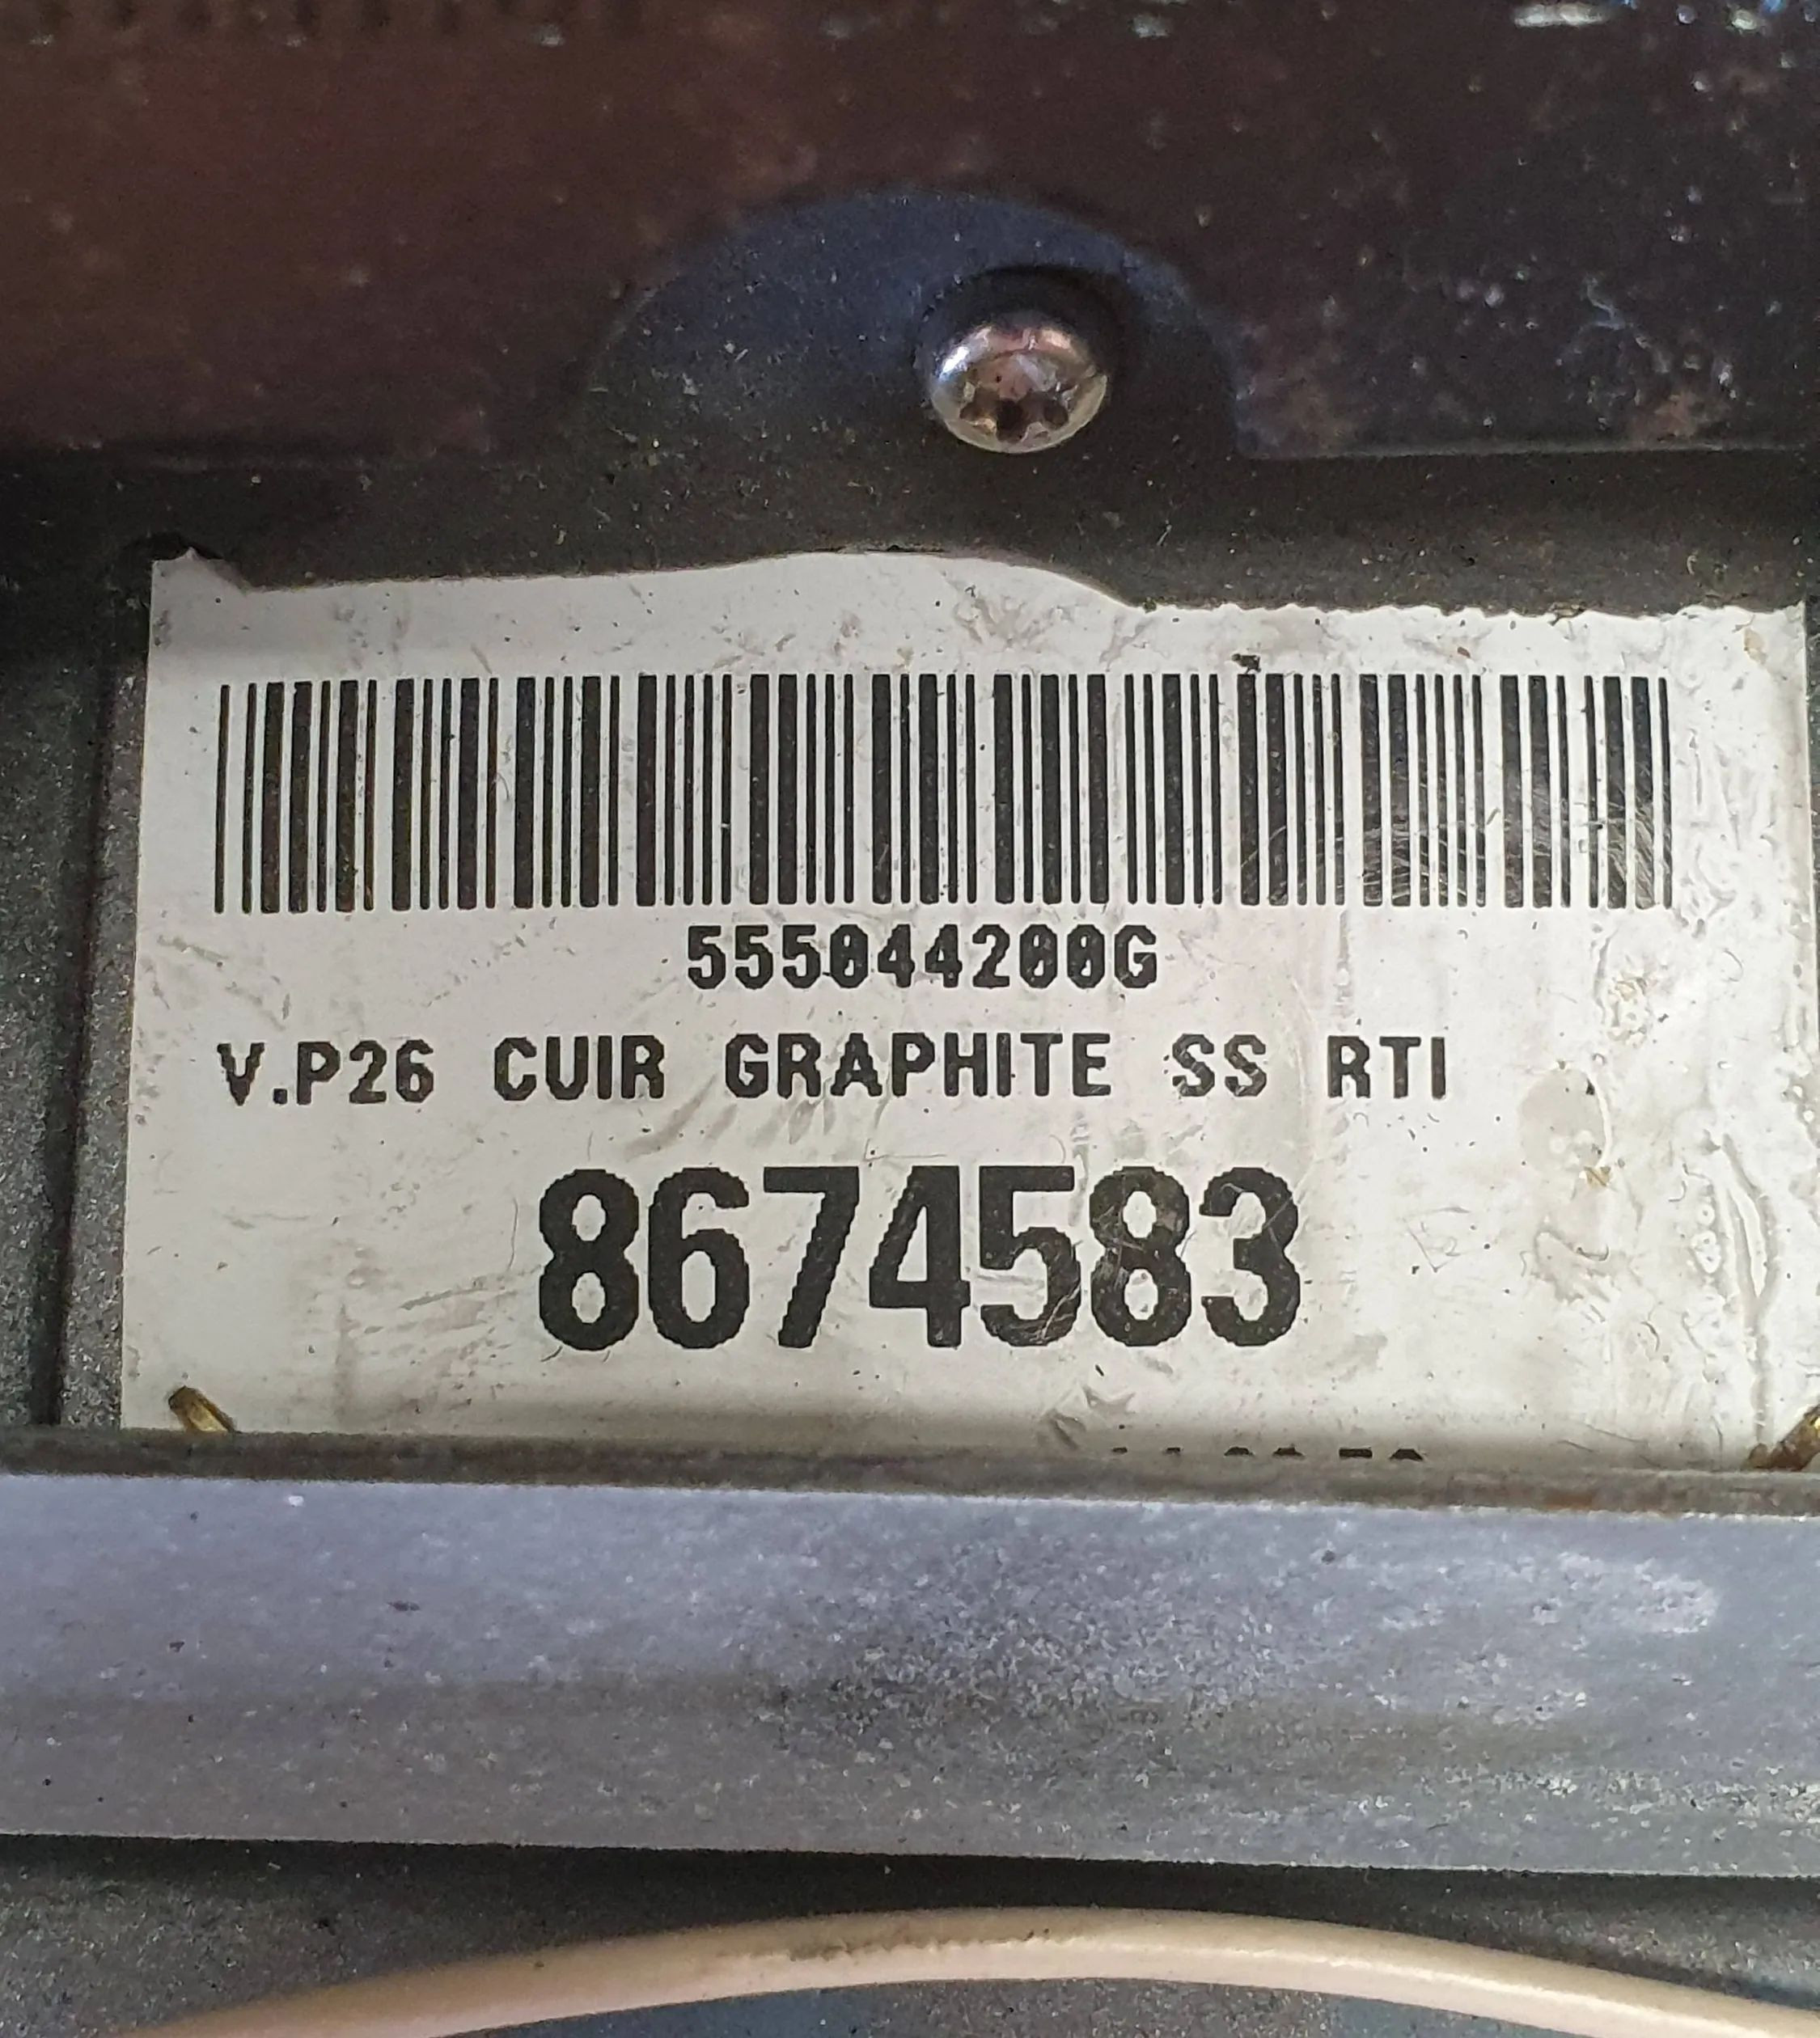 555044200G
V.P26 CUIR GRAPHITE SS RTI
8674583